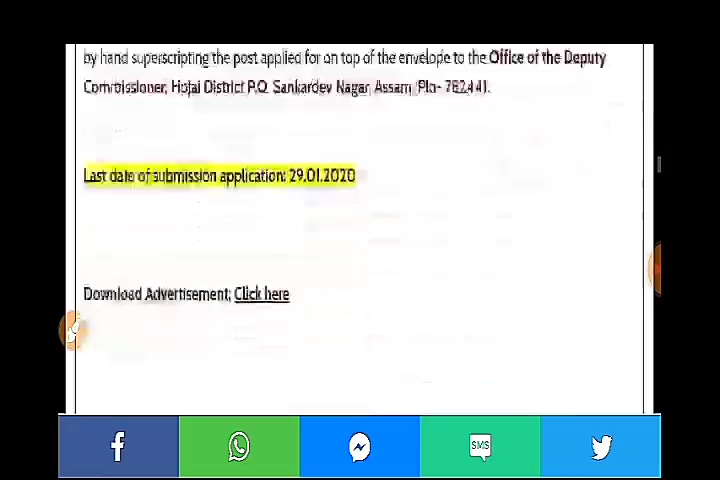 by hand superscripting the post applied for on top of the envelope to the Office of the Deputy
Commissioner, Hojai District P.O. Sankardev Nagar, Assam, Pin- 782441.
Last date of submission application: 29.01.2020
Download Advertisement: Click here
SMS